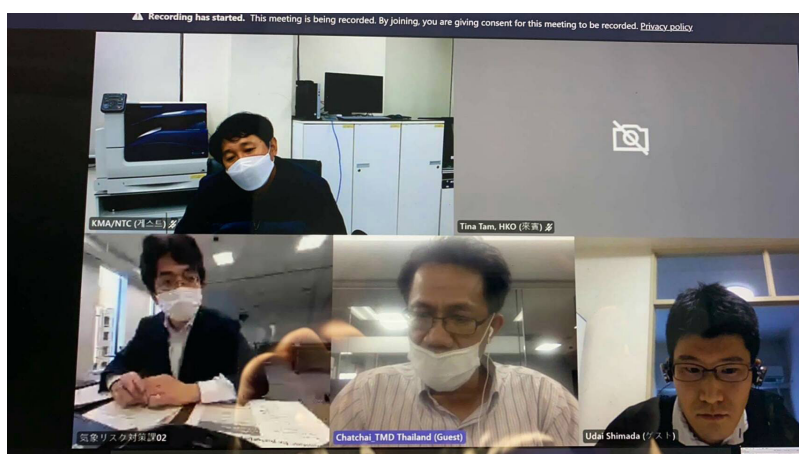 Recording has started. This meeting is being recorded. By joining, you are giving consent for this meeting to be recorded. Privacy policy
KMA/NTC (게스트)
Tina Tam, HKO (來賓)
気象リスク対策課02
Chatchai_TMD Thailand (Guest)
Udai Shimada (ゲスト)